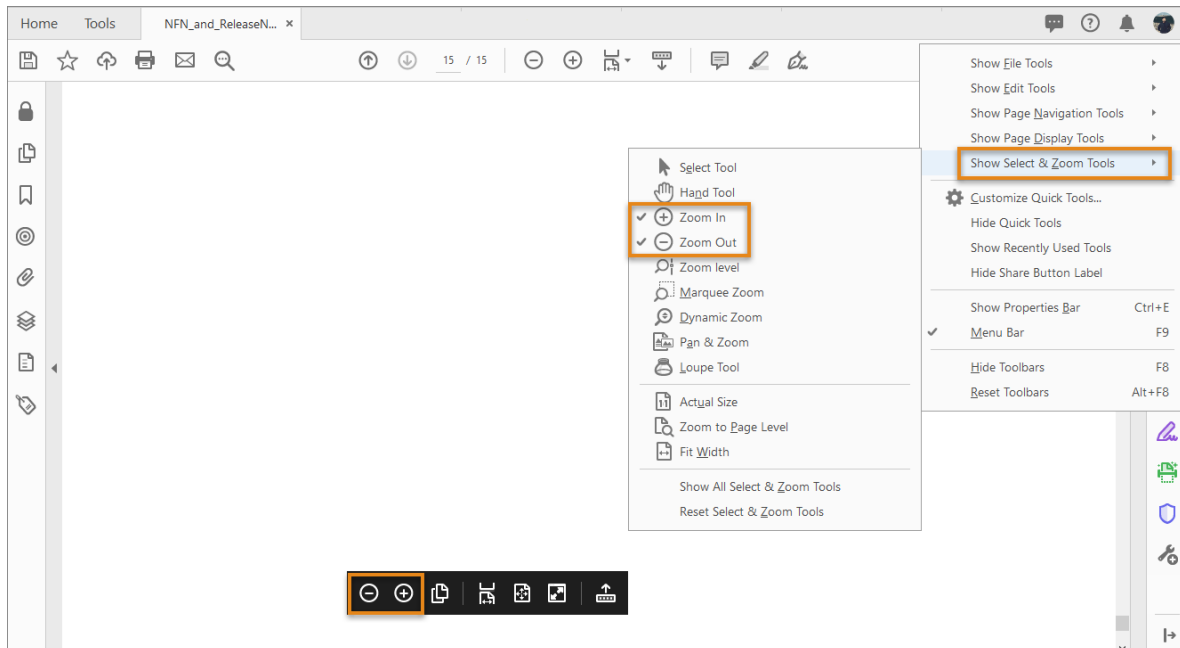 Home Tools NFN_and_ReleaseN... ×
15 / 15
Show File Tools
Show Edit Tools
Show Page Navigation Tools
Show Page Display Tools
Show Select & Zoom Tools
Customize Quick Tools...
Hide Quick Tools
Show Recently Used Tools
Hide Share Button Label
Show Properties Bar Ctrl+E
Menu Bar F9
Hide Toolbars F8
Reset Toolbars Alt+F8
Select Tool
Hand Tool
Zoom In
Zoom Out
Zoom level
Marquee Zoom
Dynamic Zoom
Pan & Zoom
Loupe Tool
Actual Size
Zoom to Page Level
Fit Width
Show All Select & Zoom Tools
Reset Select & Zoom Tools